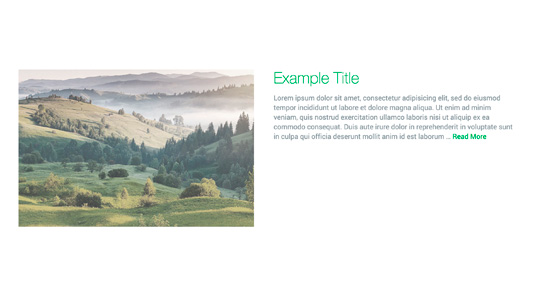 Example Title
Lorem ipsum dolor sit amet, consectetur adipisicing elit, sed do eiusmod
tempor incididunt ut labore et dolore magna aliqua. Ut enim ad minim
veniam, quis nostrud exercitation ullamco laboris nisi ut aliquip ex ea
commodo consequat. Duis aute irure dolor in reprehenderit in voluptate sunt
in culpa qui officia deserunt mollit anim id est laborum ... Read More